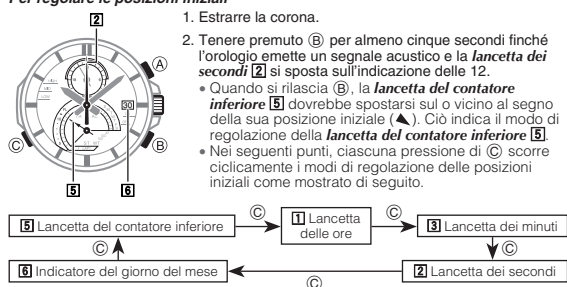 Per regolare le posizioni iniziali
2
A
30
C
B
5
6
1. Estrarre la corona.
2. Tenere premuto Ⓑ per almeno cinque secondi finché
l'orologio emette un segnale acustico e la lancetta dei
secondi 2 si sposta sull'indicazione delle 12.
• Quando si rilascia Ⓑ, la lancetta del contatore
inferiore 5 dovrebbe spostarsi sul o vicino al segno
della sua posizione iniziale ( ). Ciò indica il modo di
regolazione della lancetta del contatore inferiore 5.
• Nei seguenti punti, ciascuna pressione di Ⓒ scorre
ciclicamente i modi di regolazione delle posizioni
iniziali come mostrato di seguito.
5 Lancetta del contatore inferiore
Ⓒ
1 Lancetta
delle ore
Ⓒ
3 Lancetta dei minuti
Ⓒ
Ⓒ
6 Indicatore del giorno del mese
Ⓒ
2 Lancetta dei secondi